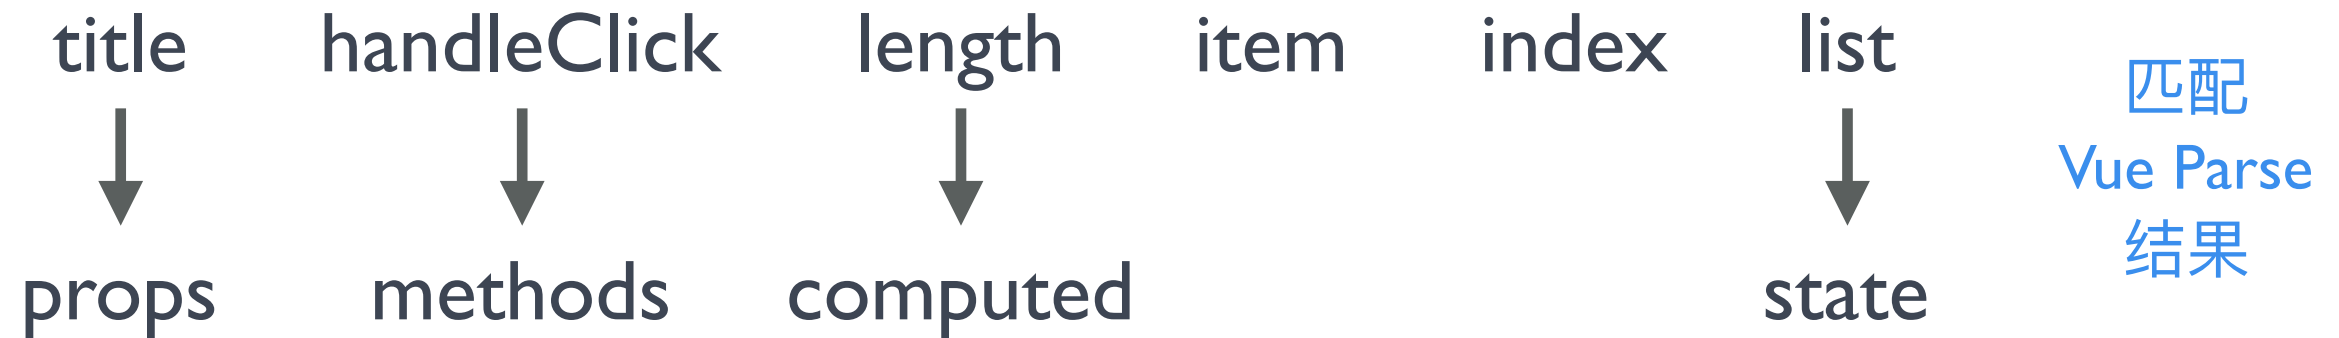 title handleClick length item index list
props methods computed state
匹配
Vue Parse
结果